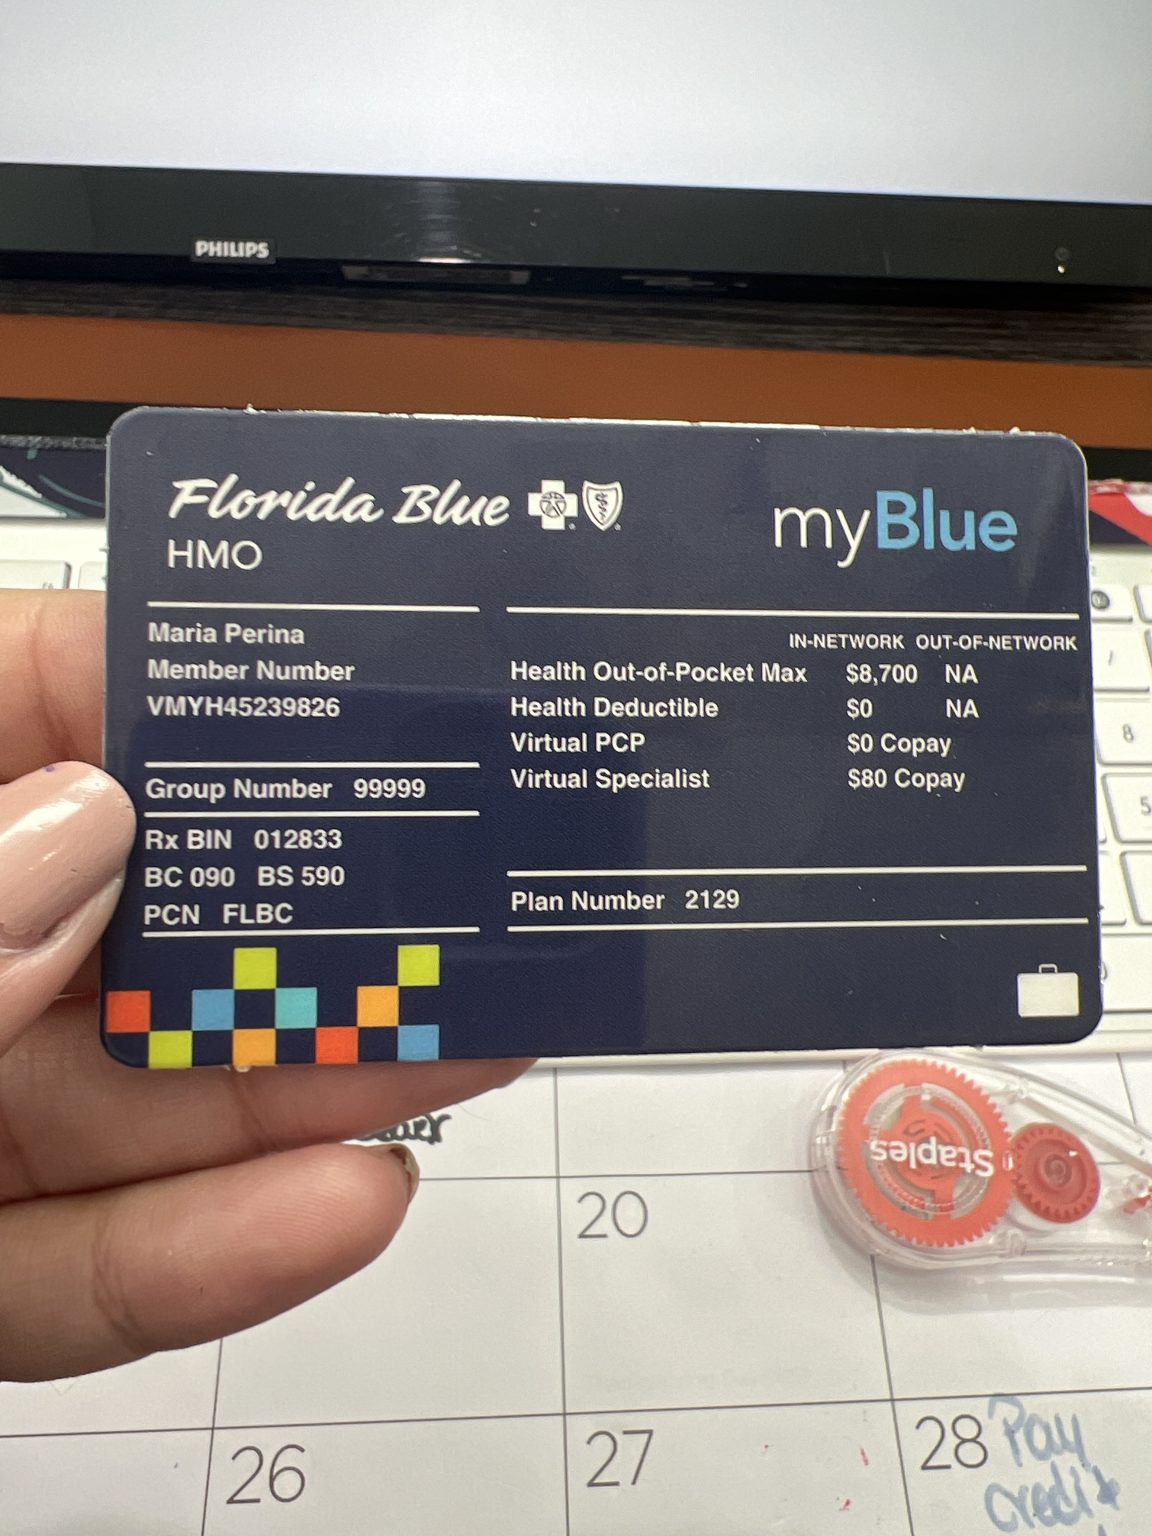 PHILIPS
Florida Blue
HMO
myBlue
Maria Perina
Member Number
VMYH45239826
Group Number 99999
Rx BIN 012833
BC 090 BS 590
PCN FLBC
IN-NETWORK OUT-OF-NETWORK
Health Out-of-Pocket Max $8,700 NA
Health Deductible $0 NA
Virtual PCP $0 Copay
Virtual Specialist $80 Copay
Plan Number 2129
8
5
Staples
20
26
27
28 Pay
credit